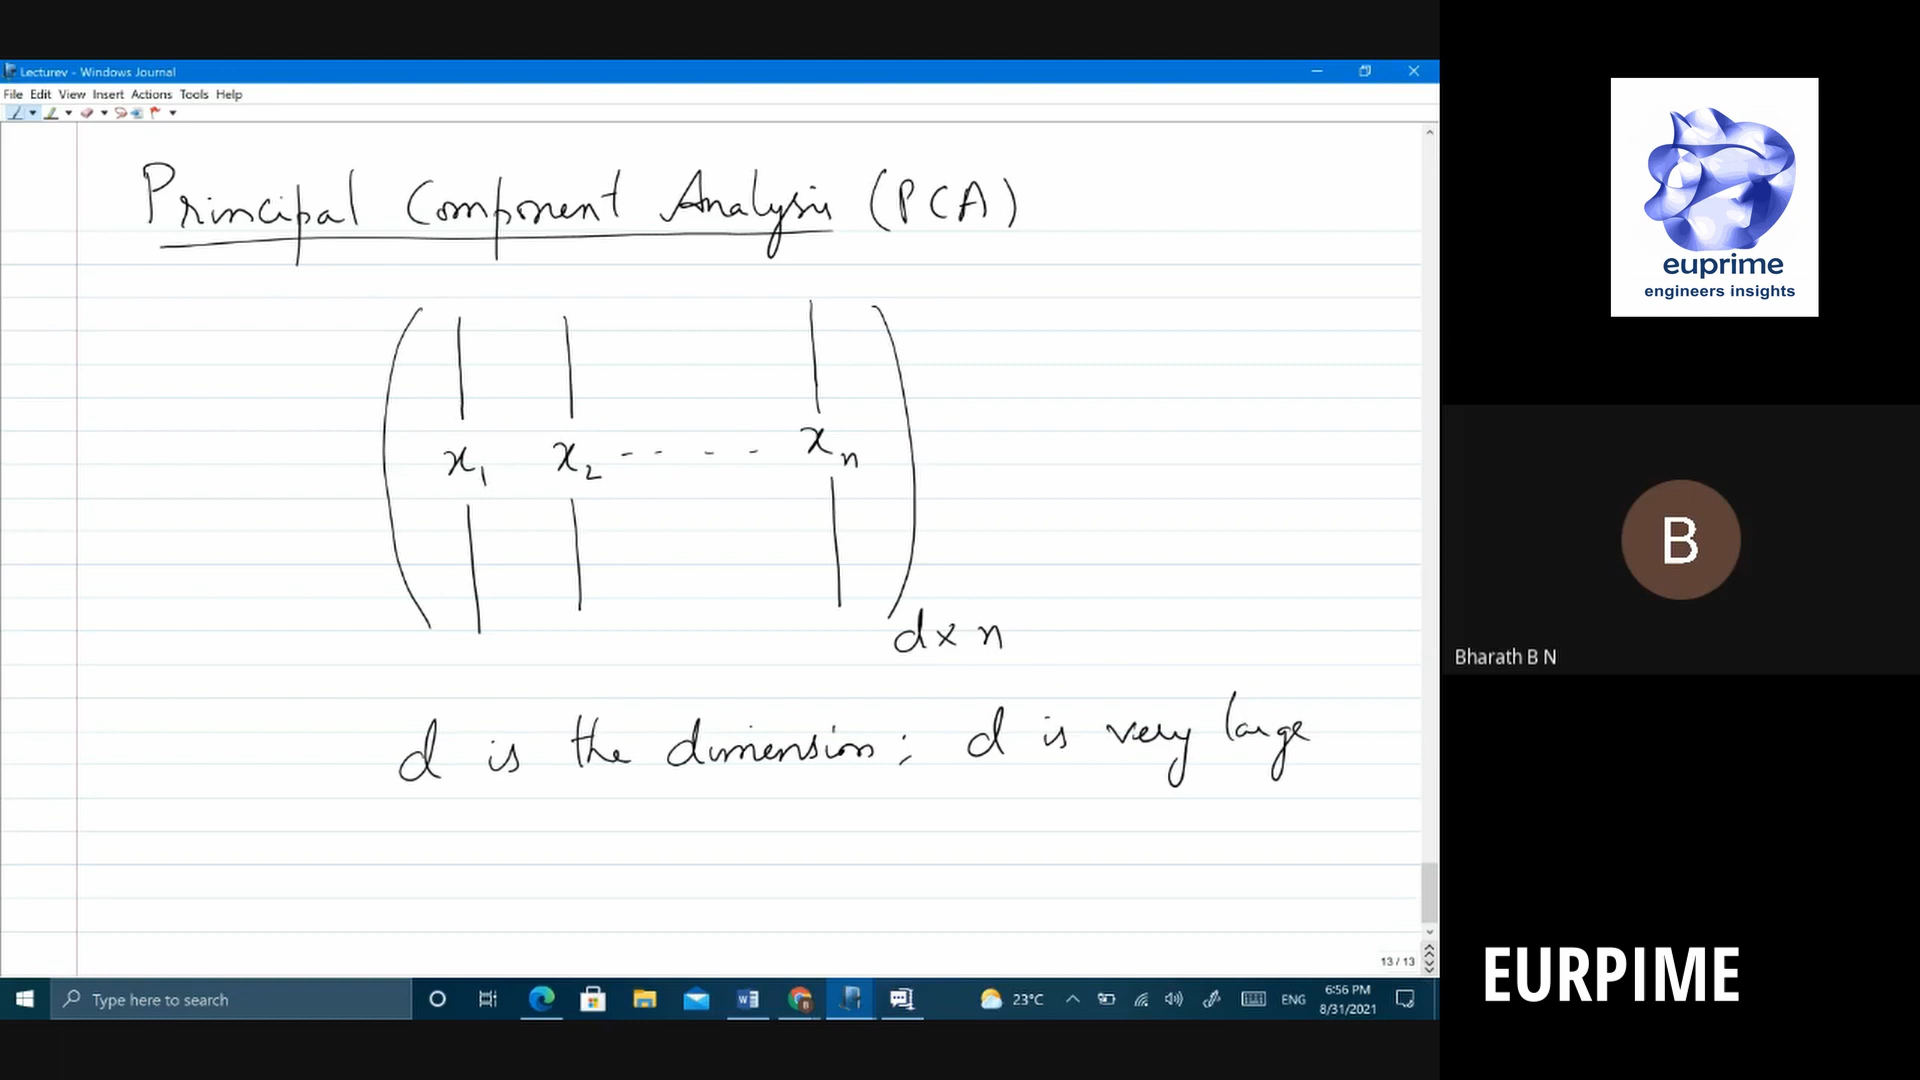 Lecturev - Windows Journal
File Edit View Insert Actions Tools Help
Principal Component Analysis (PCA)
x₁ x₂ - - - - xₙ
d × n
d is the dimension; d is very large
13 / 13
Type here to search
23°C
ENG
6:56 PM
8/31/2021
euprime
engineers insights
B
Bharath B N
EURPIME